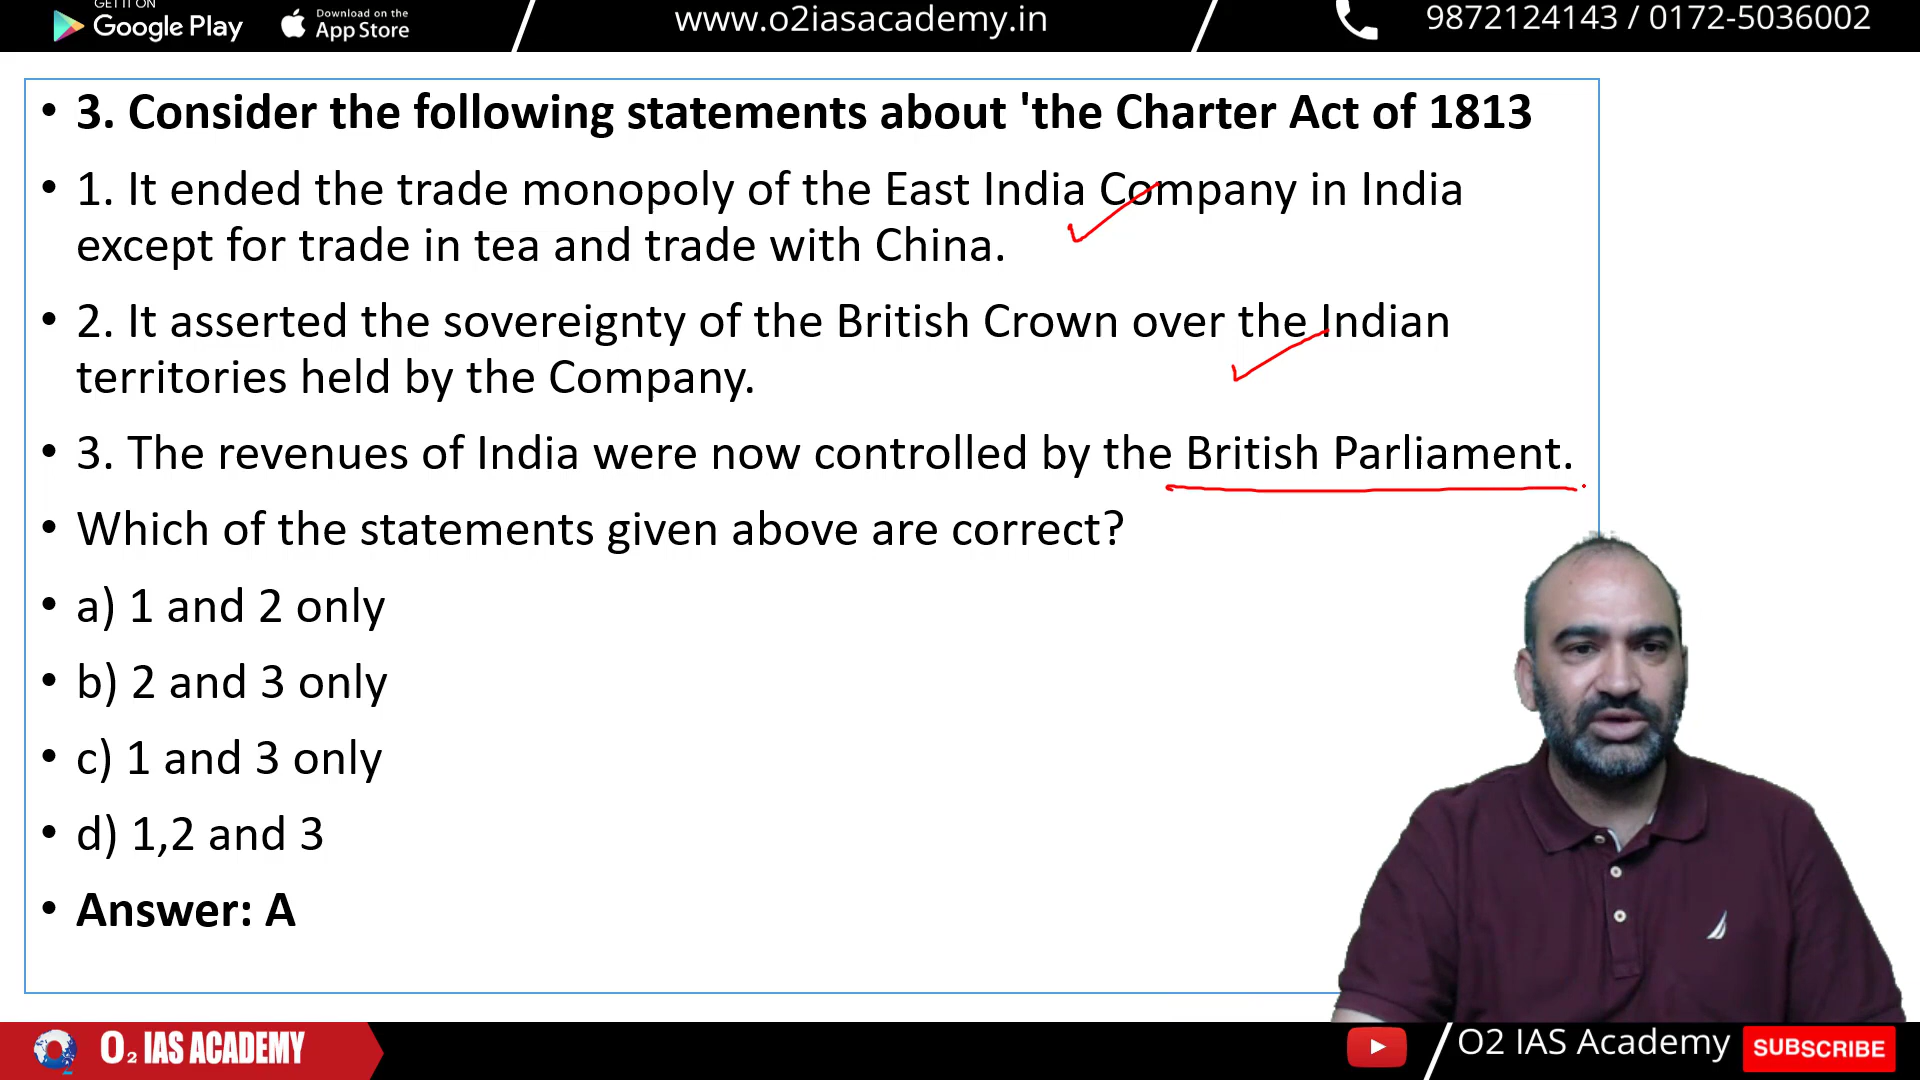 GET IT ON
Google Play
Download on the
App Store
www.o2iasacademy.in
9872124143 / 0172-5036002
• 3. Consider the following statements about 'the Charter Act of 1813
• 1. It ended the trade monopoly of the East India Company in India
except for trade in tea and trade with China.
• 2. It asserted the sovereignty of the British Crown over the Indian
territories held by the Company.
• 3. The revenues of India were now controlled by the British Parliament.
• Which of the statements given above are correct?
• a) 1 and 2 only
• b) 2 and 3 only
• c) 1 and 3 only
• d) 1,2 and 3
• Answer: A
O2 IAS ACADEMY
O2 IAS Academy
SUBSCRIBE